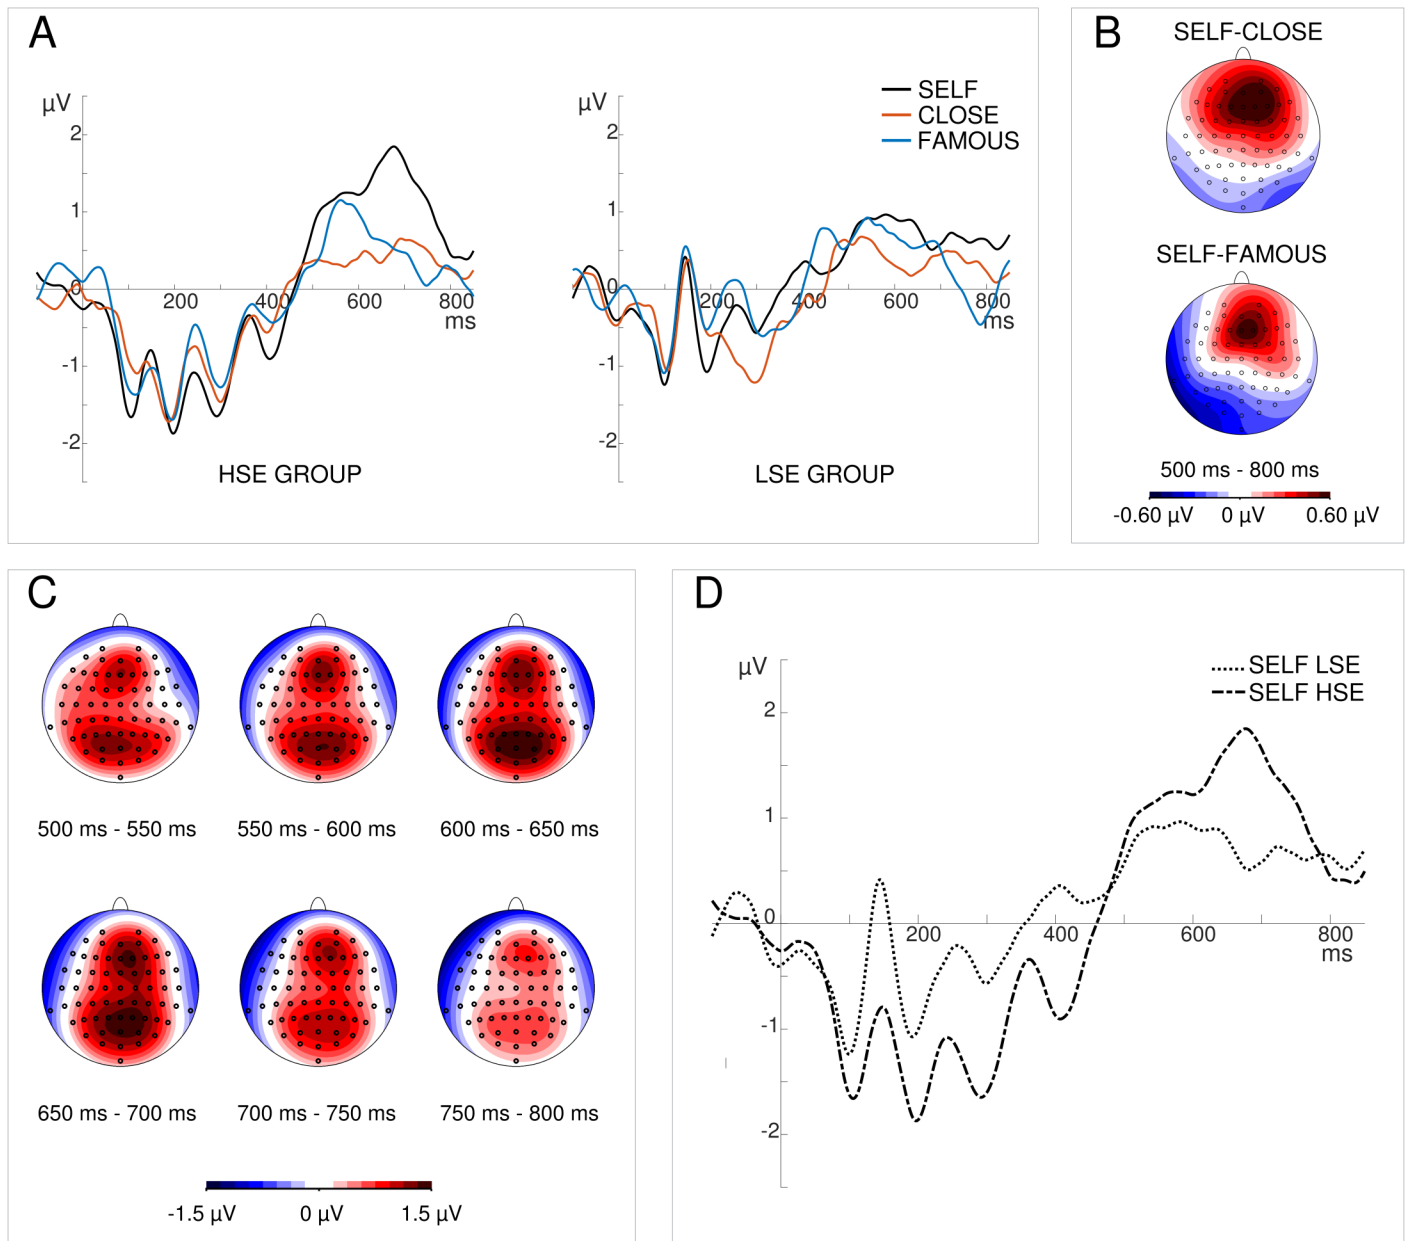 A
µV
2
1
0
-1
-2
200
400
600
800
ms
HSE GROUP
µV
2
1
0
-1
-2
200
400
600
800
ms
LSE GROUP
SELF
CLOSE
FAMOUS
B
SELF-CLOSE
SELF-FAMOUS
500 ms - 800 ms
-0.60 µV 0 µV 0.60 µV
C
500 ms - 550 ms 550 ms - 600 ms 600 ms - 650 ms
650 ms - 700 ms 700 ms - 750 ms 750 ms - 800 ms
-1.5 µV 0 µV 1.5 µV
D
µV
SELF LSE
SELF HSE
2
1
0
200
400
600
800
ms
-1
-2